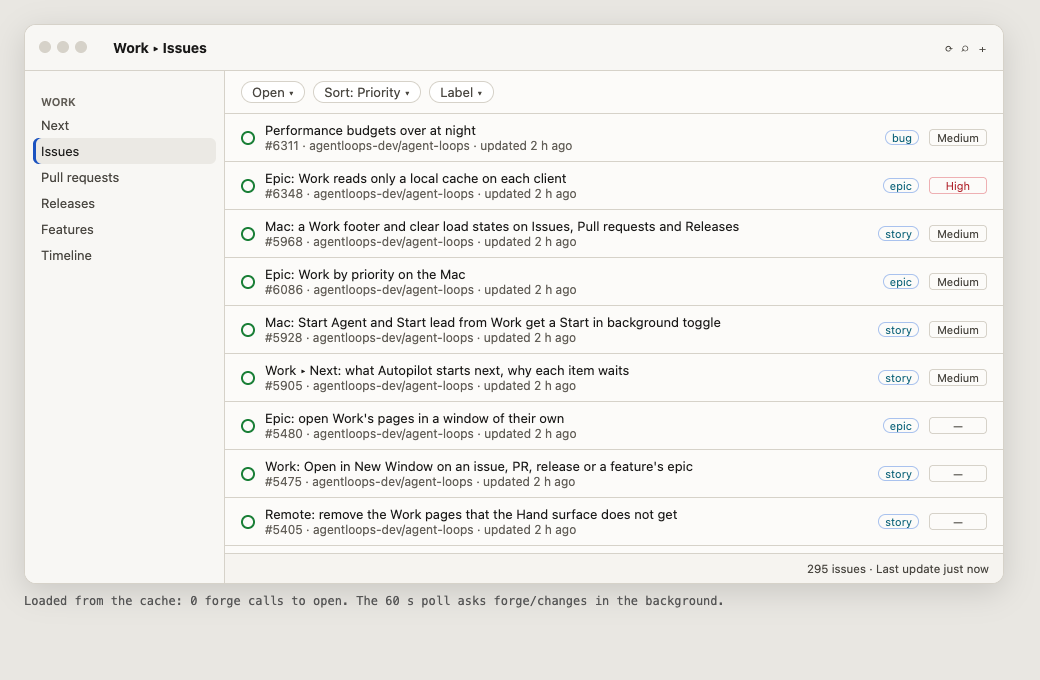 Work ▸ Issues
⟳ ⌕ +
WORK
Next
Issues
Pull requests
Releases
Features
Timeline
Open ▾ Sort: Priority ▾ Label ▾
Performance budgets over at night
#6311 · agentloops-dev/agent-loops · updated 2 h ago
bug Medium
Epic: Work reads only a local cache on each client
#6348 · agentloops-dev/agent-loops · updated 2 h ago
epic High
Mac: a Work footer and clear load states on Issues, Pull requests and Releases
#5968 · agentloops-dev/agent-loops · updated 2 h ago
story Medium
Epic: Work by priority on the Mac
#6086 · agentloops-dev/agent-loops · updated 2 h ago
epic Medium
Mac: Start Agent and Start lead from Work get a Start in background toggle
#5928 · agentloops-dev/agent-loops · updated 2 h ago
story Medium
Work ▸ Next: what Autopilot starts next, why each item waits
#5905 · agentloops-dev/agent-loops · updated 2 h ago
story Medium
Epic: open Work's pages in a window of their own
#5480 · agentloops-dev/agent-loops · updated 2 h ago
epic —
Work: Open in New Window on an issue, PR, release or a feature's epic
#5475 · agentloops-dev/agent-loops · updated 2 h ago
story —
Remote: remove the Work pages that the Hand surface does not get
#5405 · agentloops-dev/agent-loops · updated 2 h ago
story —
295 issues · Last update just now
Loaded from the cache: 0 forge calls to open. The 60 s poll asks forge/changes in the background.